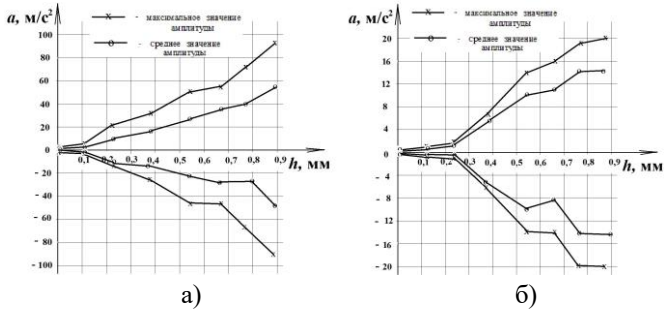 a, м/с²
100
80
60
40
20
0
- 20
- 40
- 60
- 80
- 100
- максимальное значение
амплитуды
- среднее значение
амплитуды
0,1 0,2 0,3 0,4 0,5 0,6 0,7 0,8 0,9
h, мм
а)
a, м/с²
20
16
12
8
4
0
- 4
- 8
- 12
- 16
- 20
- максимальное значение
амплитуды
- среднее значение
амплитуды
0,1 0,2 0,3 0,4 0,5 0,6 0,7 0,8 0,9
h, мм
б)